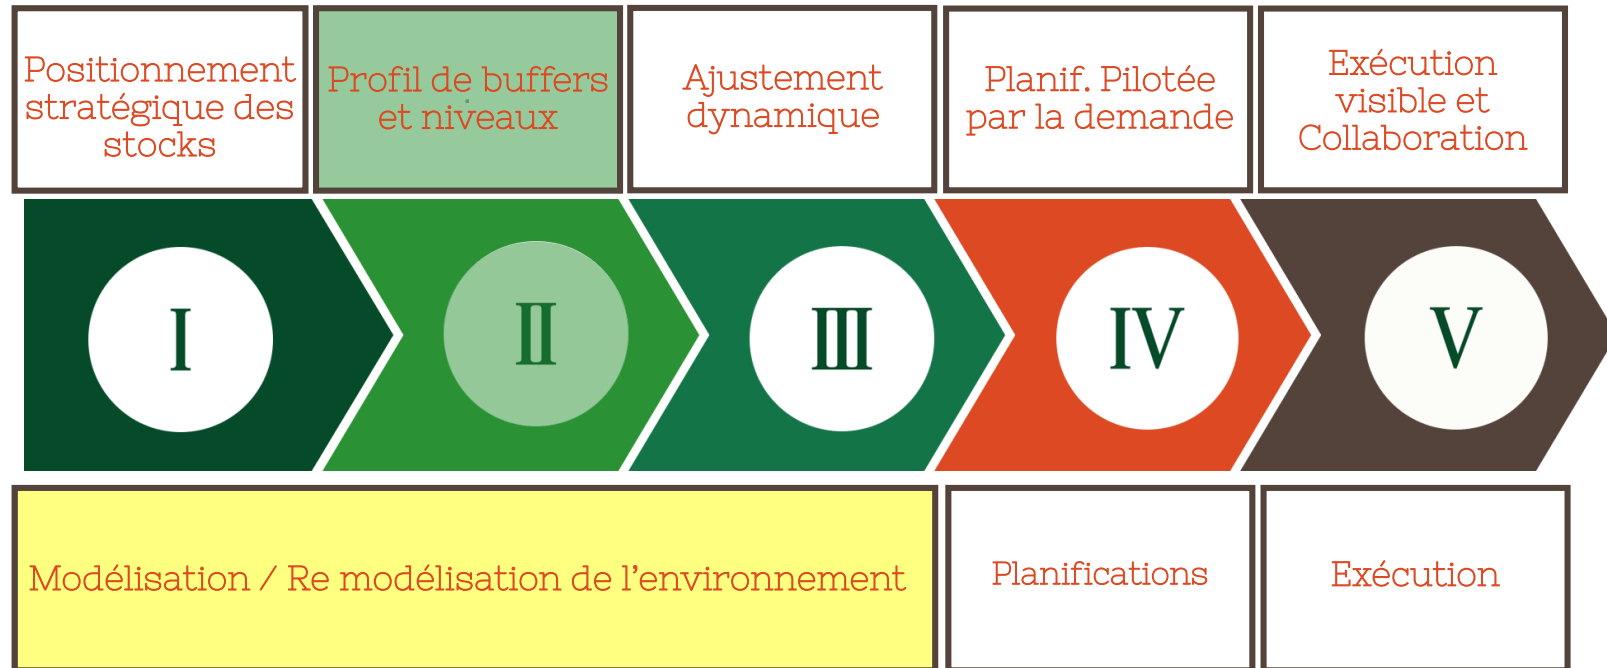 Positionnement
stratégique des
stocks
Profil de buffers
et niveaux
Ajustement
dynamique
Planif. Pilotée
par la demande
Exécution
visible et
Collaboration
I
II
III
IV
V
Modélisation / Re modélisation de l'environnement
Planifications
Exécution